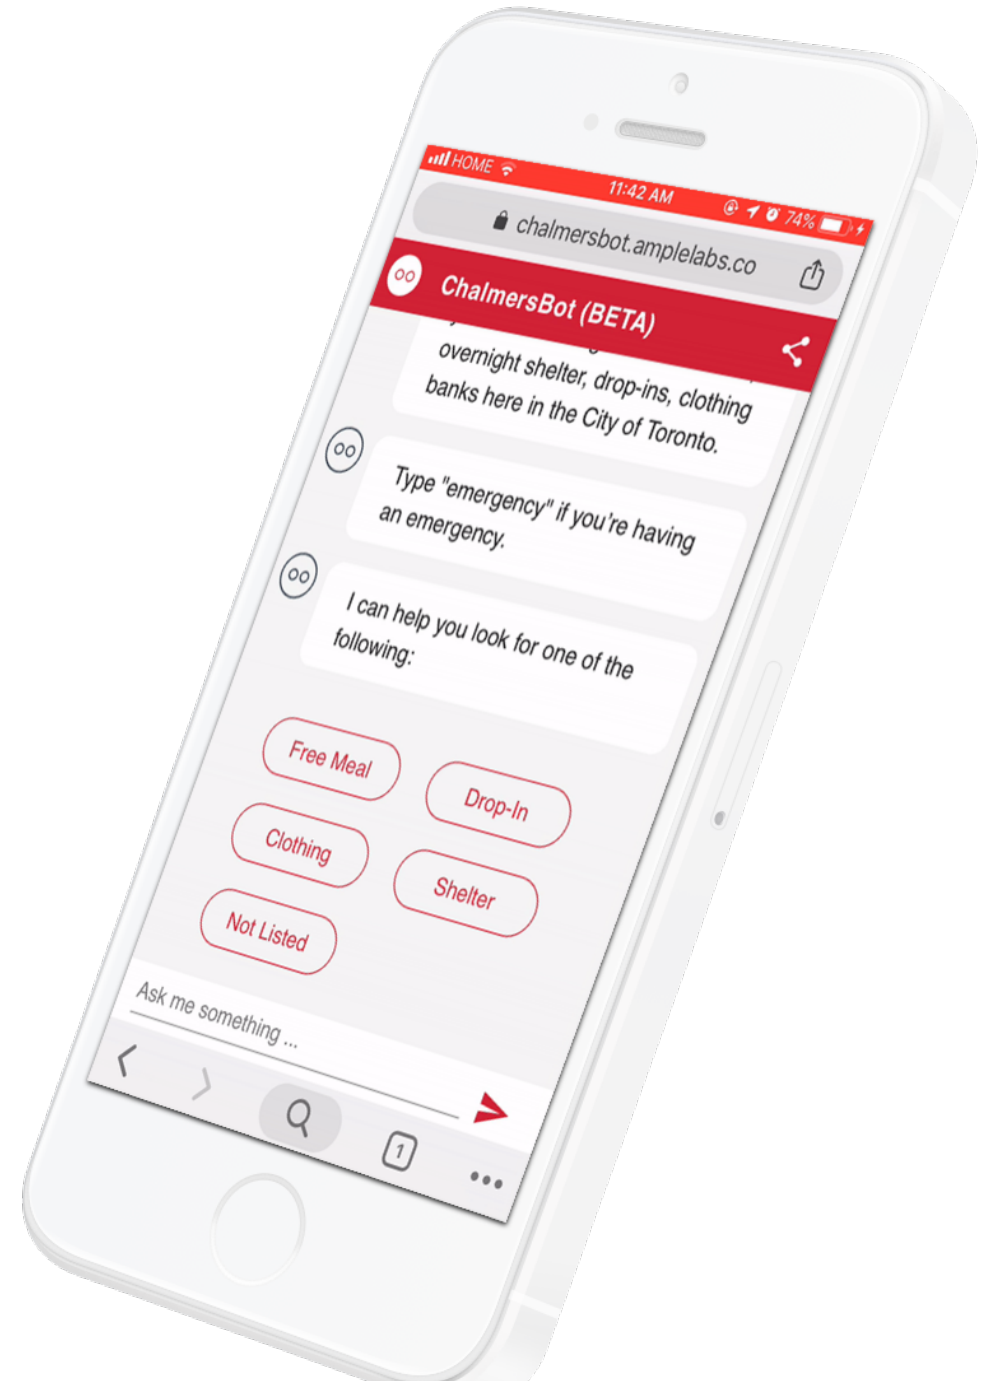 HOME 11:42 AM 74%
chalmersbot.amplelabs.co
ChalmersBot (BETA)
overnight shelter, drop-ins, clothing
banks here in the City of Toronto.
Type "emergency" if you're having
an emergency.
I can help you look for one of the
following:
Free Meal
Drop-In
Clothing
Shelter
Not Listed
Ask me something ...
1